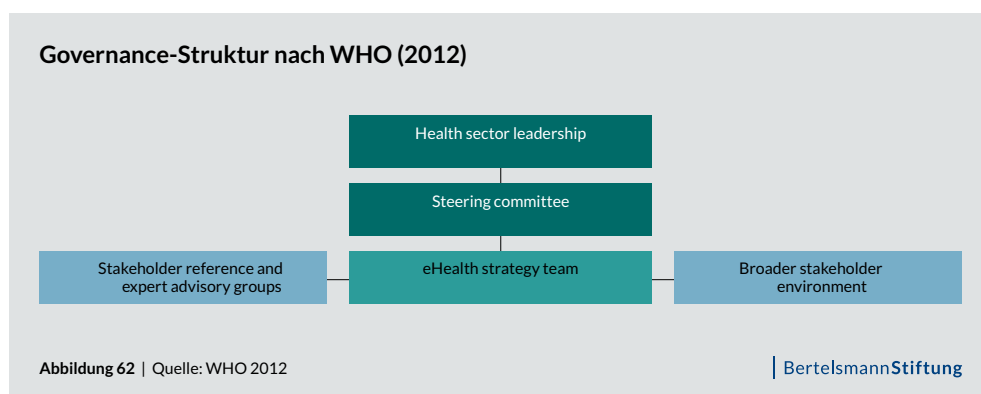 Governance-Struktur nach WHO (2012)
Health sector leadership
Steering committee
Stakeholder reference and
expert advisory groups
eHealth strategy team
Broader stakeholder
environment
Abbildung 62 | Quelle: WHO 2012
BertelsmannStiftung